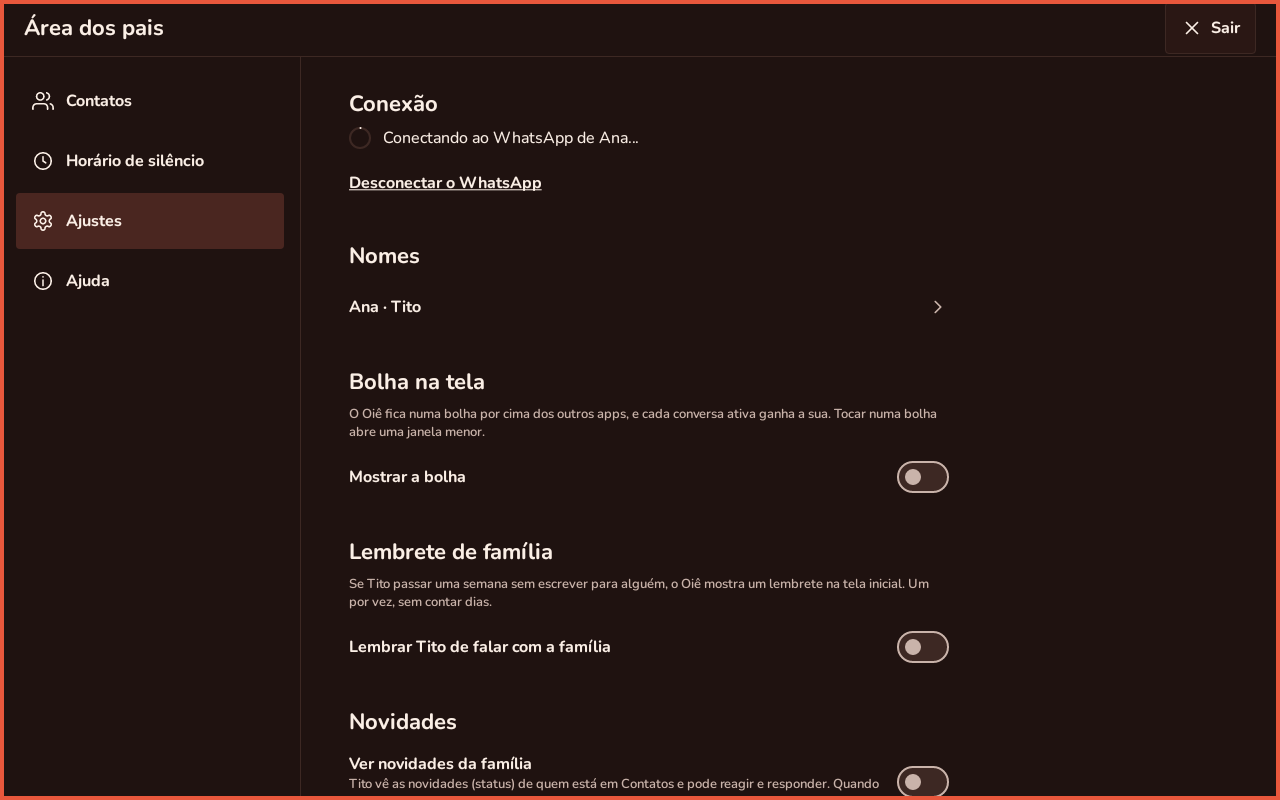 Área dos pais
Sair
Contatos
Horário de silêncio
Ajustes
Ajuda
Conexão
Conectando ao WhatsApp de Ana...
Desconectar o WhatsApp
Nomes
Ana · Tito
Bolha na tela
O Oiê fica numa bolha por cima dos outros apps, e cada conversa ativa ganha a sua. Tocar numa bolha
abre uma janela menor.
Mostrar a bolha
Lembrete de família
Se Tito passar uma semana sem escrever para alguém, o Oiê mostra um lembrete na tela inicial. Um
por vez, sem contar dias.
Lembrar Tito de falar com a família
Novidades
Ver novidades da família
Tito vê as novidades (status) de quem está em Contatos e pode reagir e responder. Quando